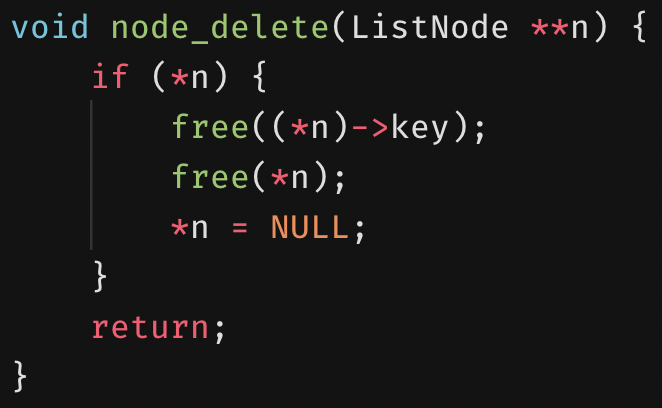 void node_delete(ListNode **n) {
    if (*n) {
        free((*n)->key);
        free(*n);
        *n = NULL;
    }
    return;
}